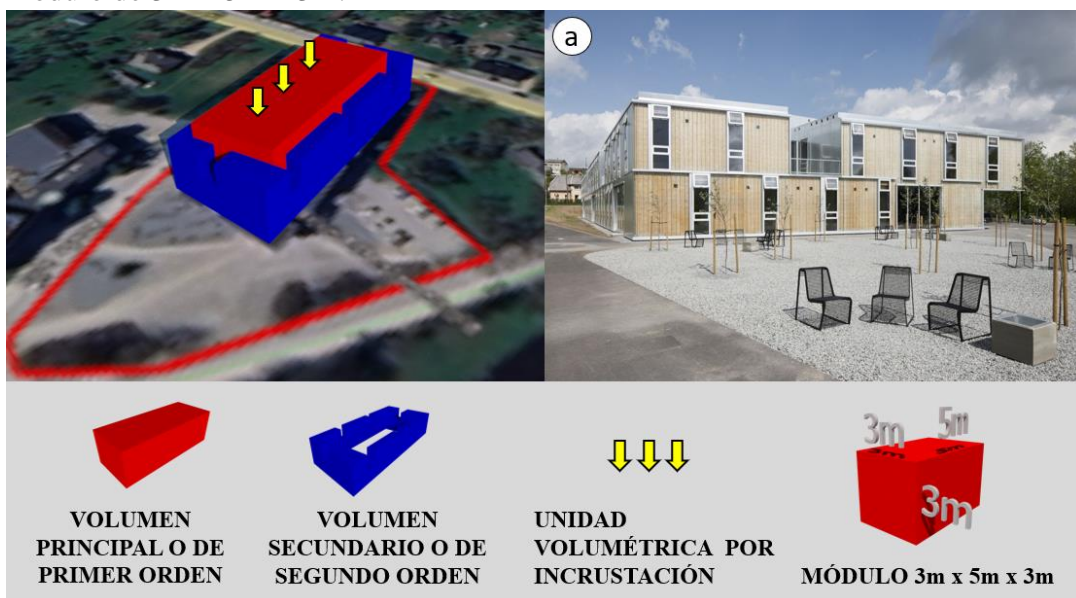 a
3m
5m
3m
VOLUMEN
PRINCIPAL O DE
PRIMER ORDEN
VOLUMEN
SECUNDARIO O DE
SEGUNDO ORDEN
UNIDAD
VOLUMÉTRICA POR
INCRUSTACIÓN
MÓDULO 3m x 5m x 3m